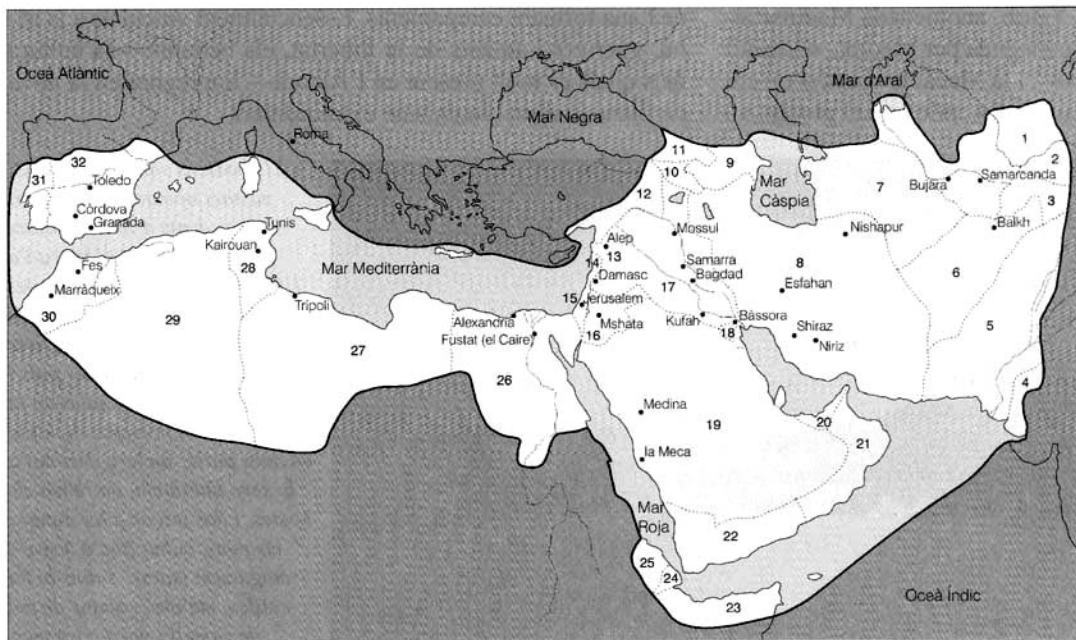 Oceà Atlàntic
Mar d'Aral
Mar Negra
Roma
11
9
1
32
10
2
31
Toledo
12
Mar
Càspia
7
Bujara
Samarcanda
Còrdova
Granada
3
Tunis
Mossul
Nishapur
Balkh
Kairouan
Alep
14
13
Fes
28
Mar Mediterrània
Samarra
8
6
Damasc
17
Bagdad
Esfahan
Marràqueix
Trípoli
15
Jerusalem
30
29
Alexandria
Mshata
Kufah
Bàssora
5
Fustat (el Caire)
16
18
Shiraz
Niriz
27
26
4
Medina
19
20
21
la Meca
Mar
Roja
22
25
24
23
Oceà Índic